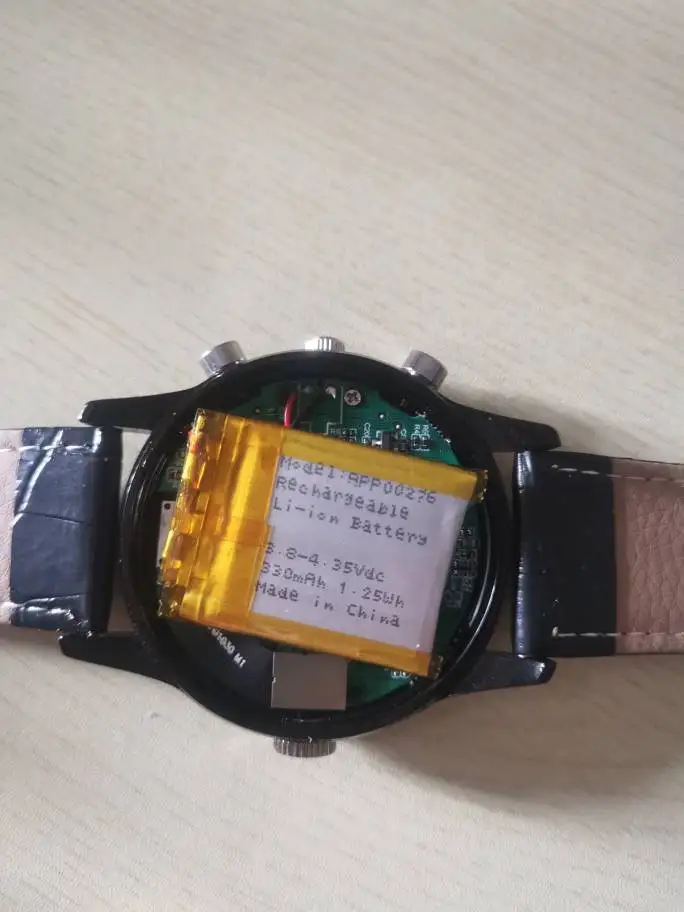 Model:APP00276
Rechargeable
Li-ion Battery
3.8-4.35Vdc
330mAh 1.25Wh
Made in China